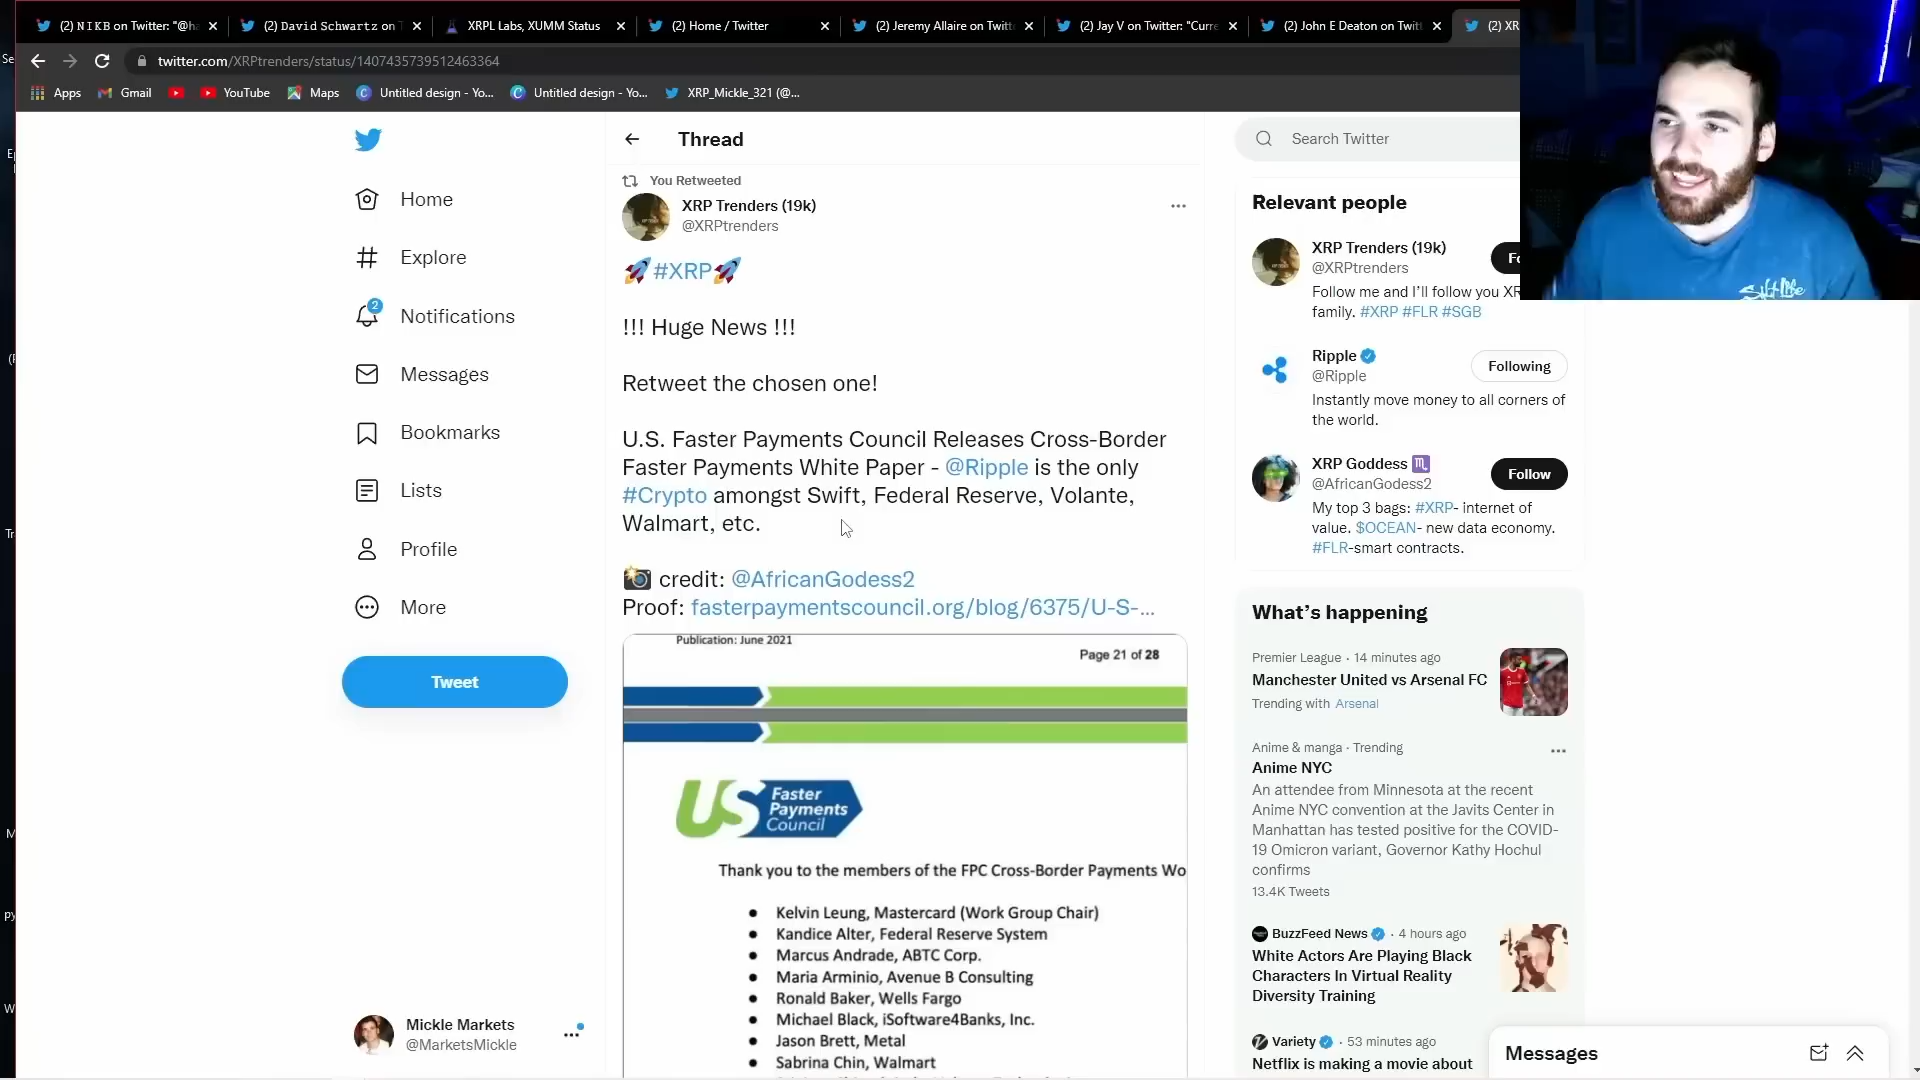 (2) N I K B on Twitter: "@ha
(2) David Schwartz on T
XRPL Labs, XUMM Status
(2) Home / Twitter
(2) Jeremy Allaire on Twitt
(2) Jay V on Twitter: "Curre
(2) John E Deaton on Twitt
(2) XR
twitter.com/XRPtrenders/status/1407435739512463364
Apps
Gmail
YouTube
Maps
Untitled design - Yo...
Untitled design - Yo...
XRP_Mickle_321 (@...
Home
Explore
2
Notifications
Messages
Bookmarks
Lists
Profile
More
Tweet
Mickle Markets
@MarketsMickle
Thread
You Retweeted
XRP Trenders (19k)
@XRPtrenders
🚀#XRP🚀
!!! Huge News !!!
Retweet the chosen one!
U.S. Faster Payments Council Releases Cross-Border
Faster Payments White Paper - @Ripple is the only
#Crypto amongst Swift, Federal Reserve, Volante,
Walmart, etc.
📸 credit: @AfricanGodess2
Proof: fasterpaymentscouncil.org/blog/6375/U-S-...
Publication: June 2021
Page 21 of 28
US Faster
Payments
Council
Thank you to the members of the FPC Cross-Border Payments Wo
• Kelvin Leung, Mastercard (Work Group Chair)
• Kandice Alter, Federal Reserve System
• Marcus Andrade, ABTC Corp.
• Maria Arminio, Avenue B Consulting
• Ronald Baker, Wells Fargo
• Michael Black, iSoftware4Banks, Inc.
• Jason Brett, Metal
• Sabrina Chin, Walmart
Search Twitter
Relevant people
XRP Trenders (19k)
@XRPtrenders
Fo
Follow me and I'll follow you XR
family. #XRP #FLR #SGB
Ripple
@Ripple
Following
Instantly move money to all corners of
the world.
XRP Goddess ♏
@AfricanGodess2
Follow
My top 3 bags: #XRP- internet of
value. $OCEAN- new data economy.
#FLR-smart contracts.
What's happening
Premier League · 14 minutes ago
Manchester United vs Arsenal FC
Trending with Arsenal
Anime & manga · Trending
Anime NYC
An attendee from Minnesota at the recent
Anime NYC convention at the Javits Center in
Manhattan has tested positive for the COVID-
19 Omicron variant, Governor Kathy Hochul
confirms
13.4K Tweets
BuzzFeed News · 4 hours ago
White Actors Are Playing Black
Characters In Virtual Reality
Diversity Training
Variety · 53 minutes ago
Netflix is making a movie about
Messages
Salt Life